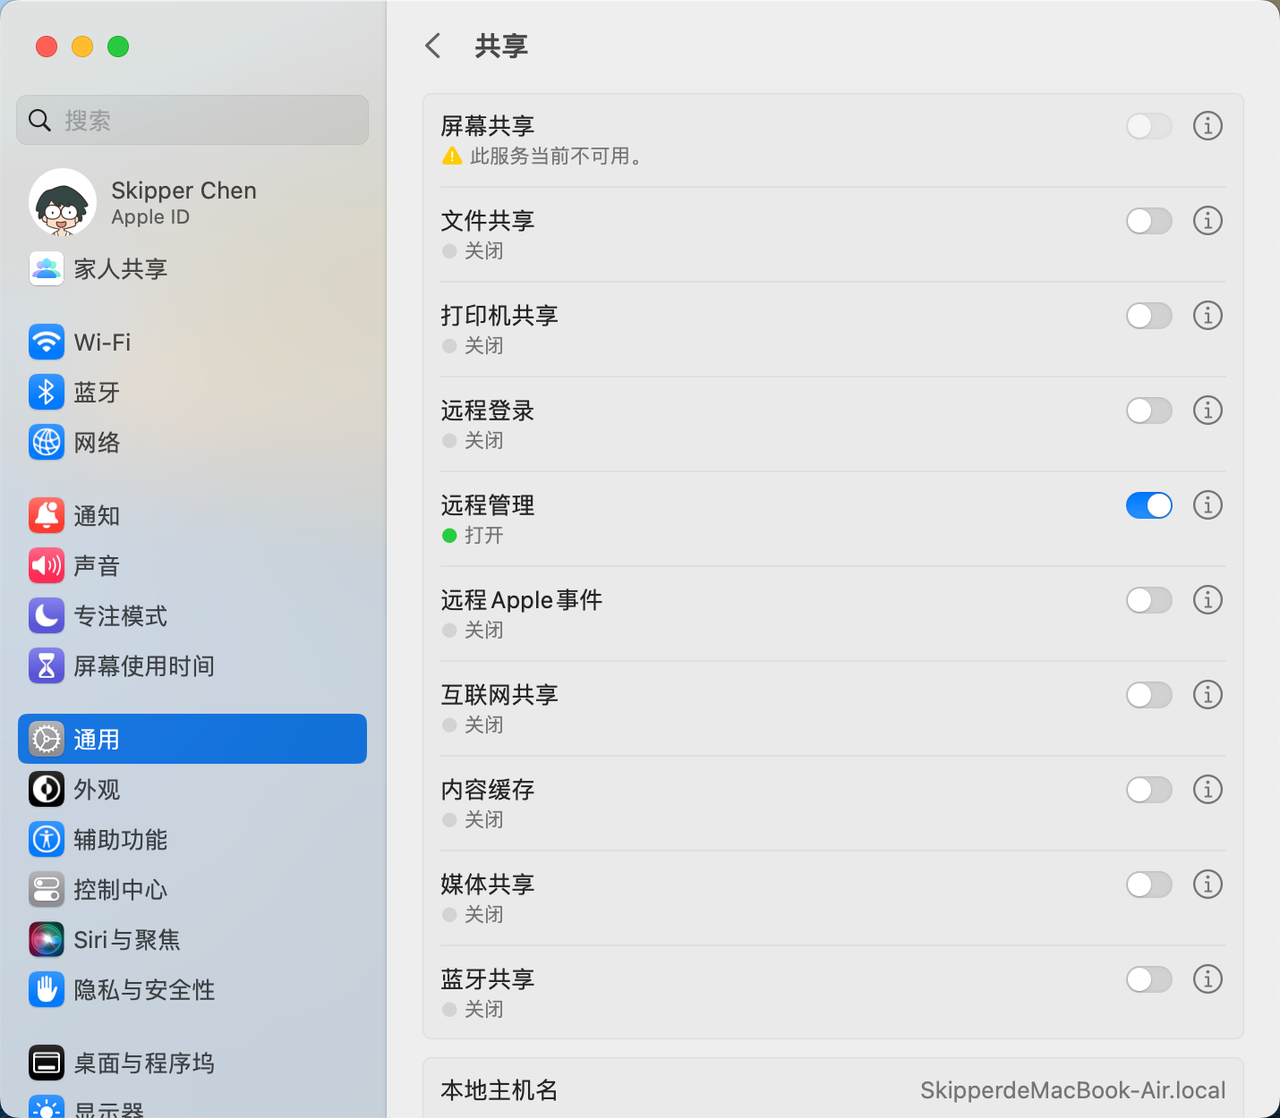 搜索
Skipper Chen
Apple ID
家人共享
Wi-Fi
蓝牙
网络
通知
声音
专注模式
屏幕使用时间
通用
外观
辅助功能
控制中心
Siri与聚焦
隐私与安全性
桌面与程序坞
显示器
共享
屏幕共享
此服务当前不可用。
文件共享
关闭
打印机共享
关闭
远程登录
关闭
远程管理
打开
远程Apple事件
关闭
互联网共享
关闭
内容缓存
关闭
媒体共享
关闭
蓝牙共享
关闭
本地主机名
SkipperdeMacBook-Air.local